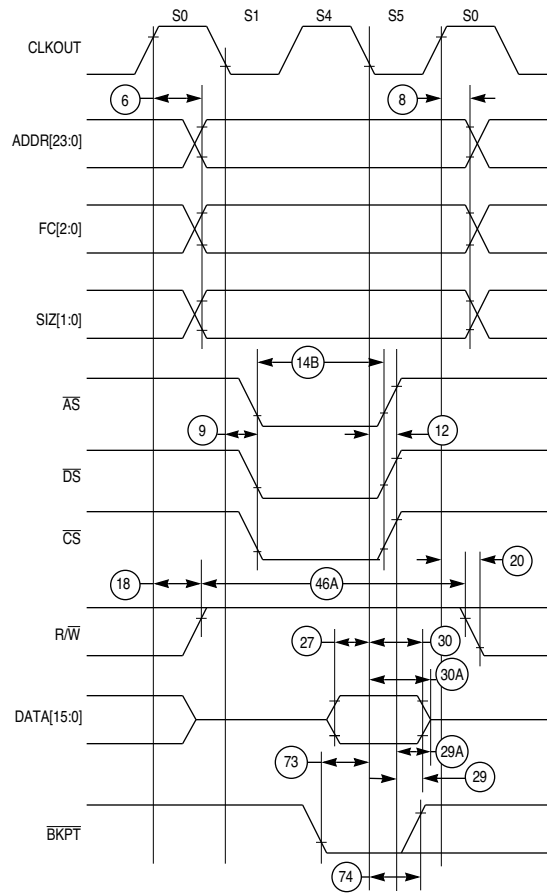 S0 S1 S4 S5 S0
CLKOUT
6 8
ADDR[23:0]
FC[2:0]
SIZ[1:0]
14B
AS
9 12
DS
CS
18 46A 20
R/W
27 30
30A
DATA[15:0]
29A
73 29
BKPT
74